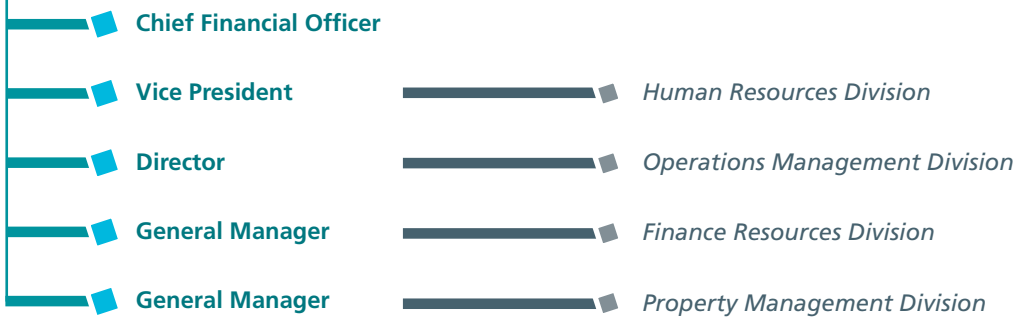 Chief Financial Officer
Vice President Human Resources Division
Director Operations Management Division
General Manager Finance Resources Division
General Manager Property Management Division